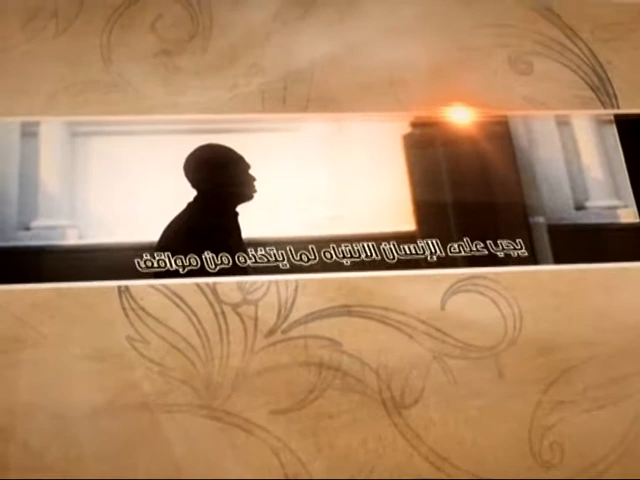 يجب على الإنسان الانتباه لما يتخذه من مواقف